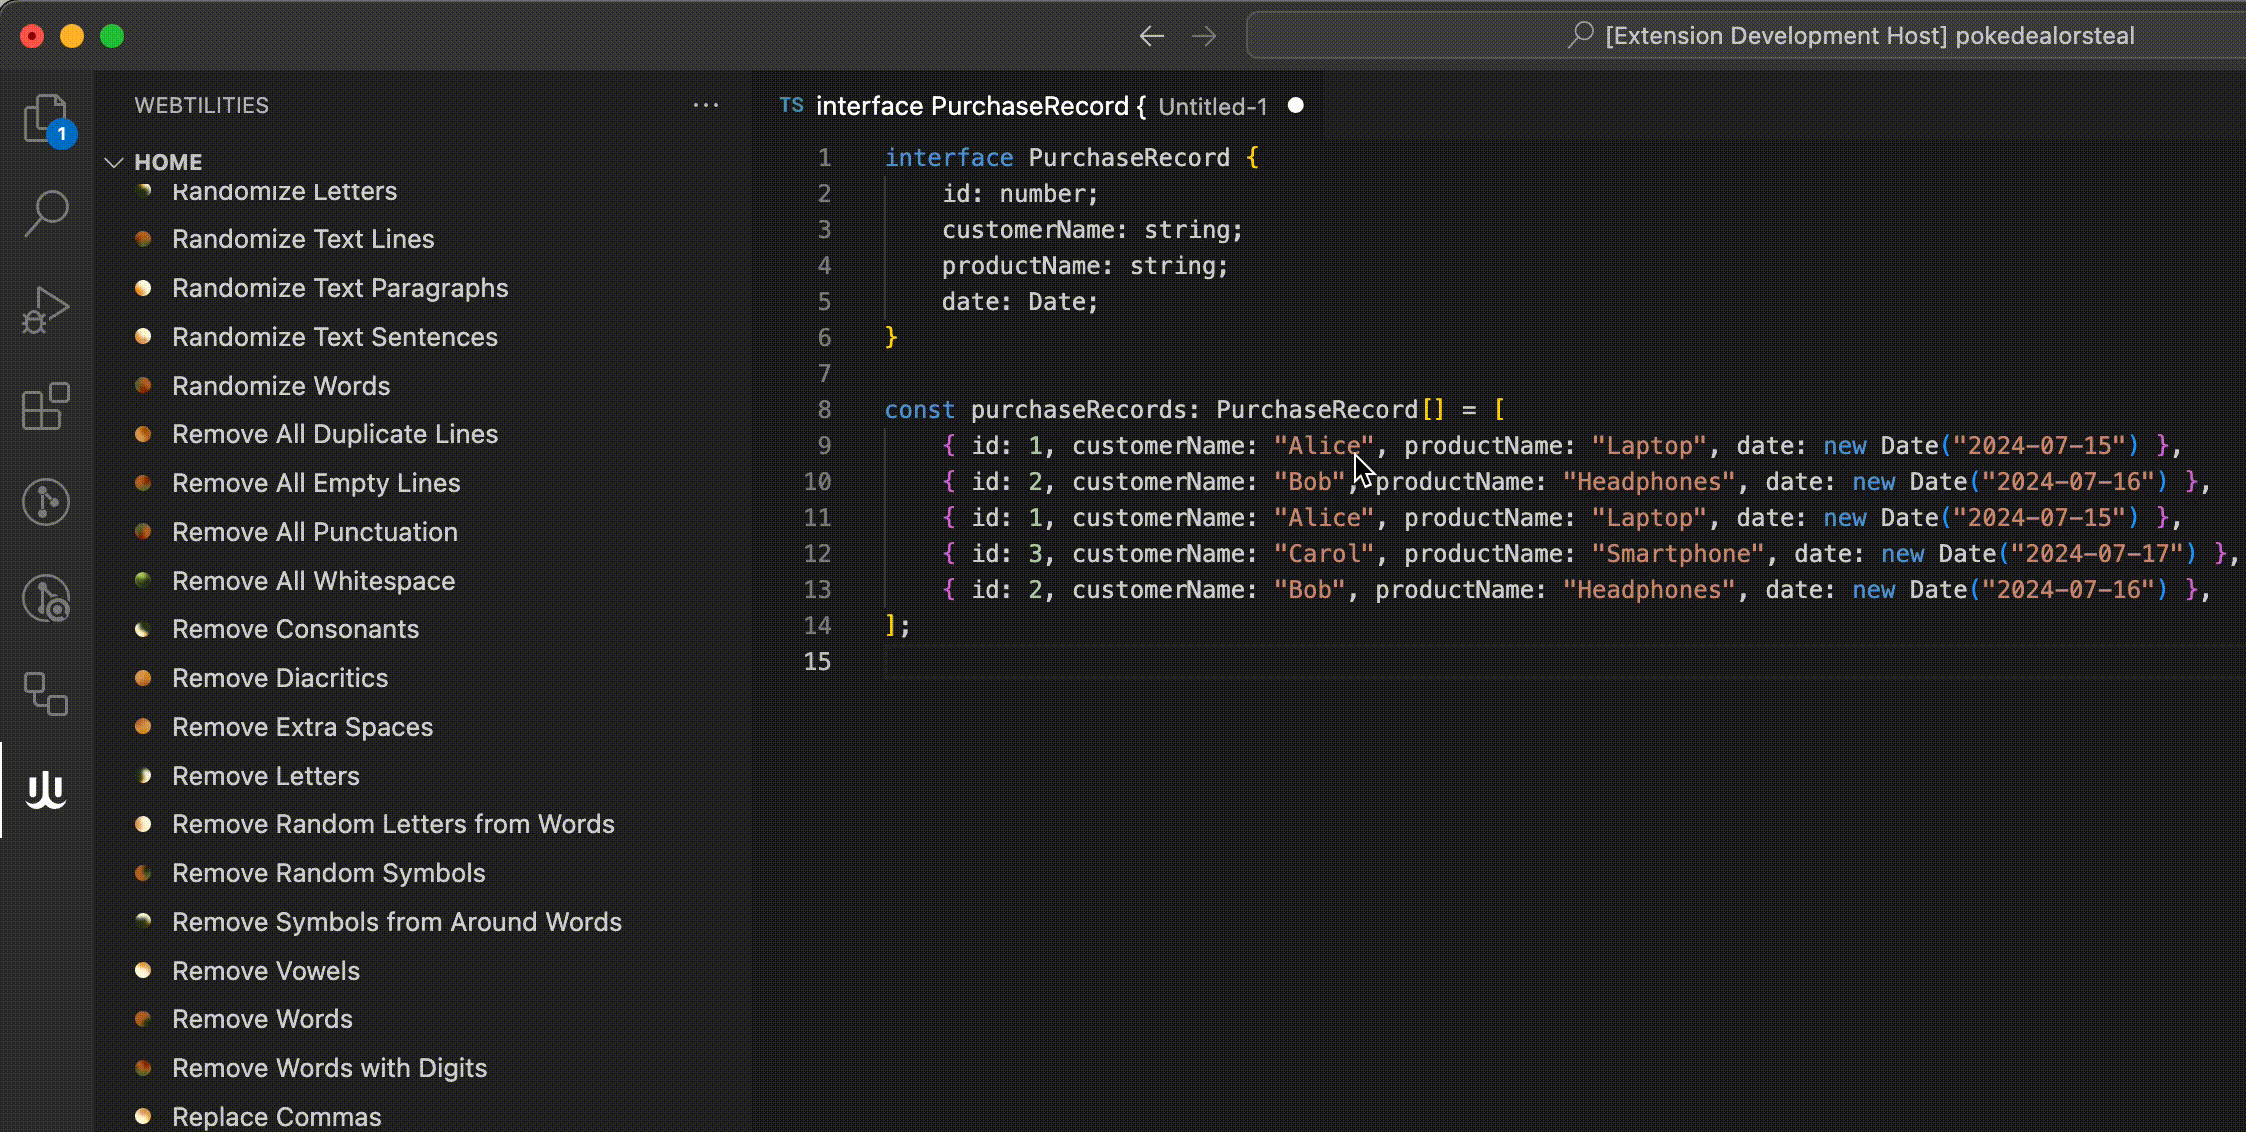 [Extension Development Host] pokedealorsteal
1
WEBTILITIES
HOME
Randomize Letters
Randomize Text Lines
Randomize Text Paragraphs
Randomize Text Sentences
Randomize Words
Remove All Duplicate Lines
Remove All Empty Lines
Remove All Punctuation
Remove All Whitespace
Remove Consonants
Remove Diacritics
Remove Extra Spaces
Remove Letters
Remove Random Letters from Words
Remove Random Symbols
Remove Symbols from Around Words
Remove Vowels
Remove Words
Remove Words with Digits
Replace Commas
TS interface PurchaseRecord { Untitled-1
1 interface PurchaseRecord {
2     id: number;
3     customerName: string;
4     productName: string;
5     date: Date;
6 }
7
8 const purchaseRecords: PurchaseRecord[] = [
9     { id: 1, customerName: "Alice", productName: "Laptop", date: new Date("2024-07-15") },
10     { id: 2, customerName: "Bob", productName: "Headphones", date: new Date("2024-07-16") },
11     { id: 1, customerName: "Alice", productName: "Laptop", date: new Date("2024-07-15") },
12     { id: 3, customerName: "Carol", productName: "Smartphone", date: new Date("2024-07-17") },
13     { id: 2, customerName: "Bob", productName: "Headphones", date: new Date("2024-07-16") },
14 ];
15